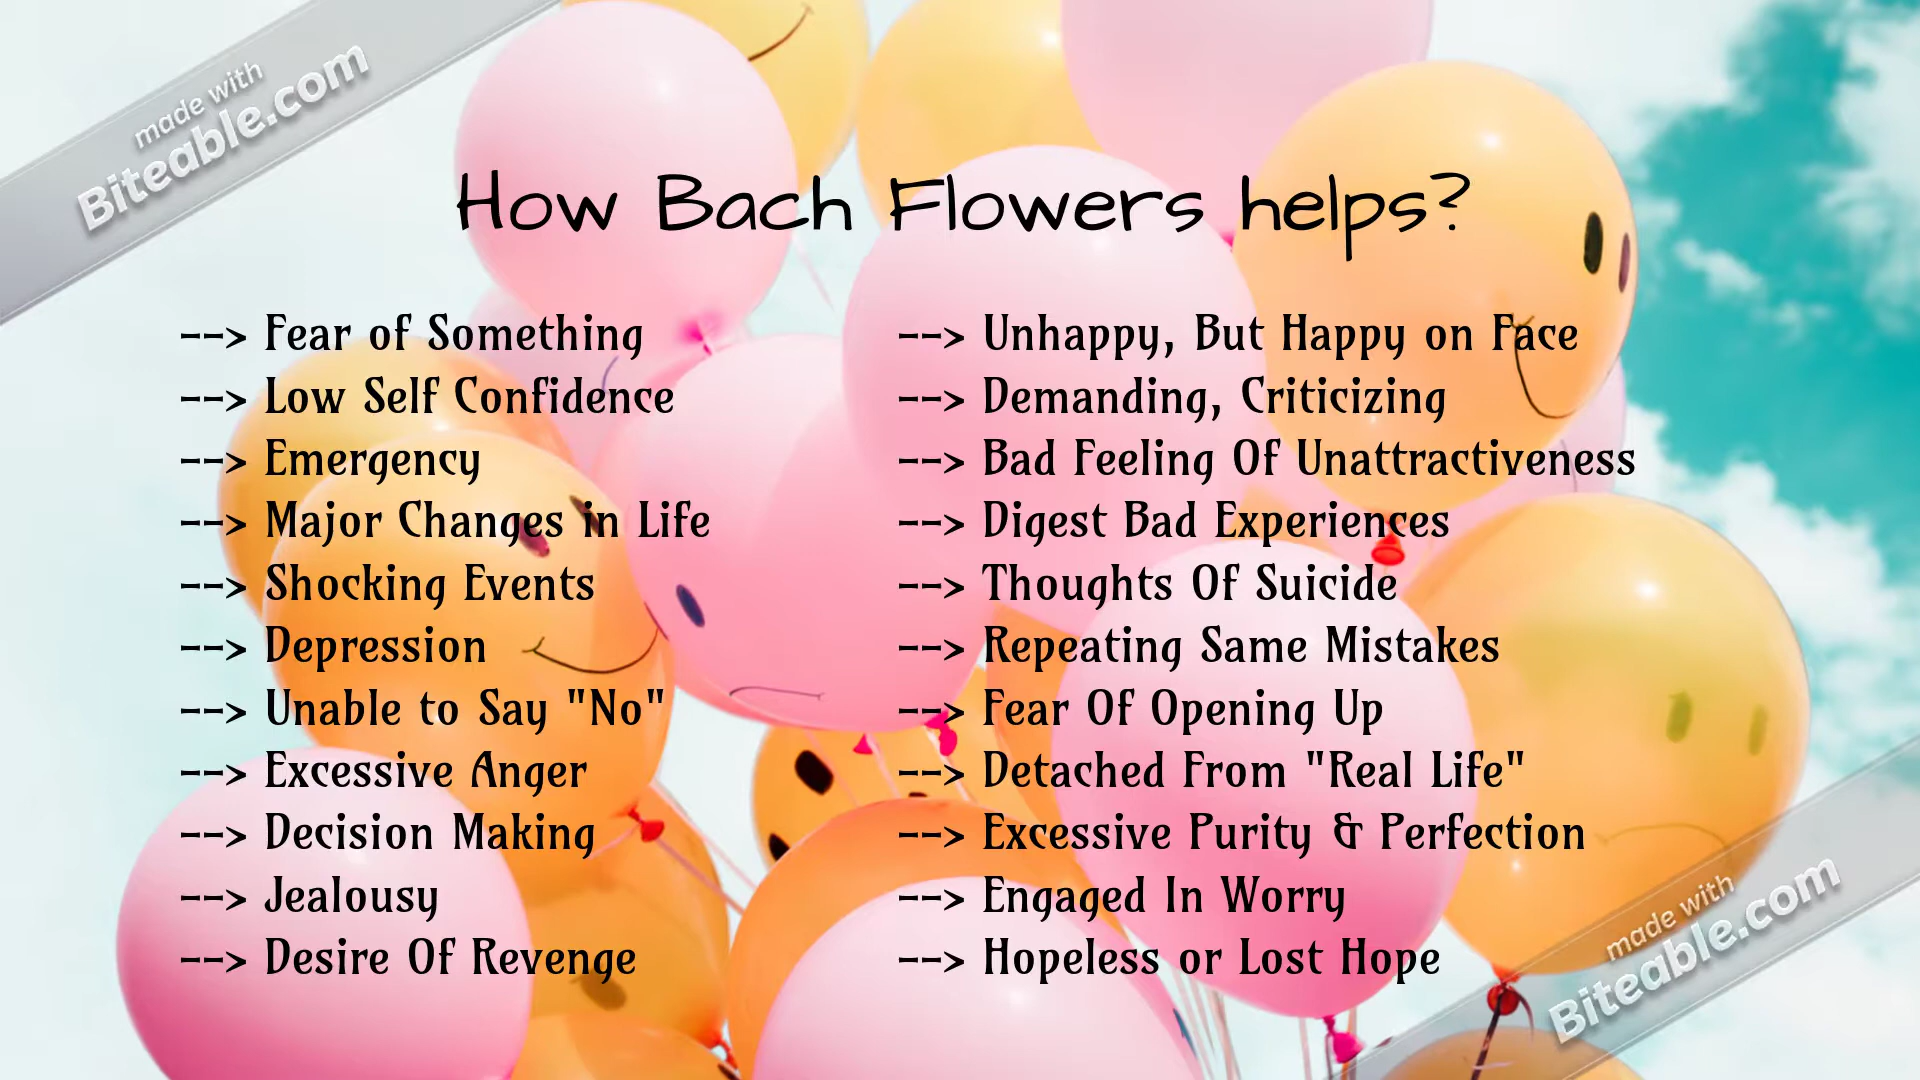 made with
Biteable.com
How Bach Flowers helps?
--> Fear of Something
--> Low Self Confidence
--> Emergency
--> Major Changes in Life
--> Shocking Events
--> Depression
--> Unable to Say "No"
--> Excessive Anger
--> Decision Making
--> Jealousy
--> Desire Of Revenge
--> Unhappy, But Happy on Face
--> Demanding, Criticizing
--> Bad Feeling Of Unattractiveness
--> Digest Bad Experiences
--> Thoughts Of Suicide
--> Repeating Same Mistakes
--> Fear Of Opening Up
--> Detached From "Real Life"
--> Excessive Purity & Perfection
--> Engaged In Worry
--> Hopeless or Lost Hope
made with
Biteable.com